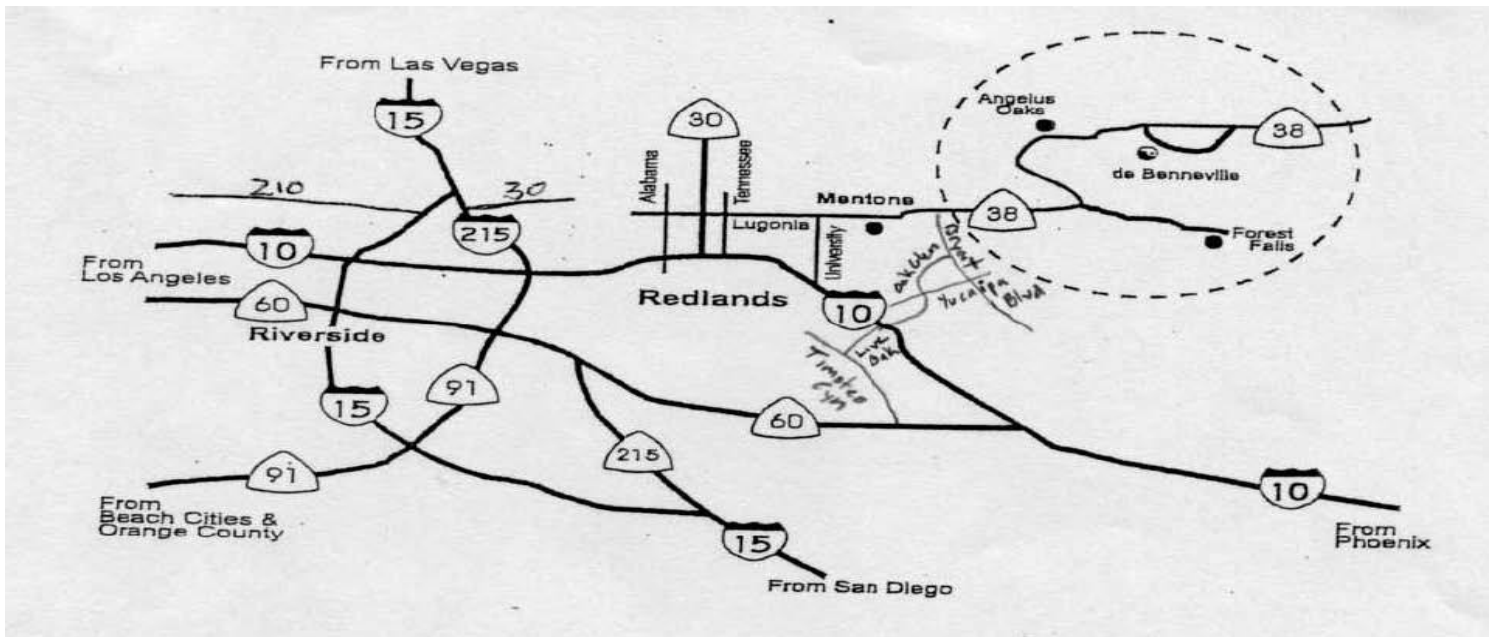 From Las Vegas
15
30
Angelus
Oaks
38
de Benneville
210
30
Alabama
Tennessee
Mentone
Lugonia
University
38
Forest
Falls
215
10
From
Los Angeles
60
Riverside
Redlands
10
Oak Glen
Bryant
Yucaipa
Blvd
Live
Oak
Timoteo
Cyn
15
91
60
91
215
From
Beach Cities &
Orange County
15
From San Diego
10
From
Phoenix